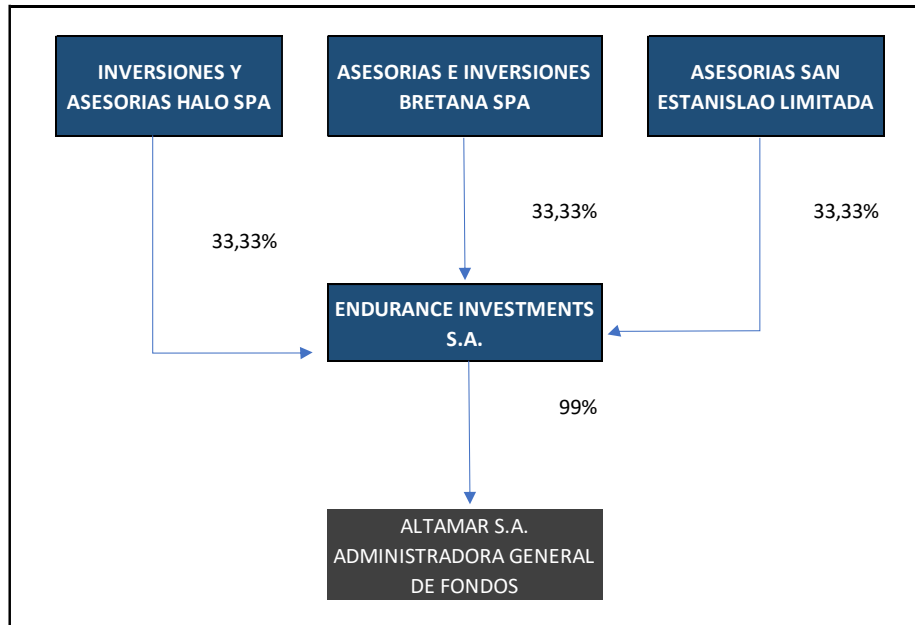 INVERSIONES Y
ASESORIAS HALO SPA
ASESORIAS E INVERSIONES
BRETANA SPA
ASESORIAS SAN
ESTANISLAO LIMITADA
33,33%
33,33%
33,33%
ENDURANCE INVESTMENTS
S.A.
99%
ALTAMAR S.A.
ADMINISTRADORA GENERAL
DE FONDOS